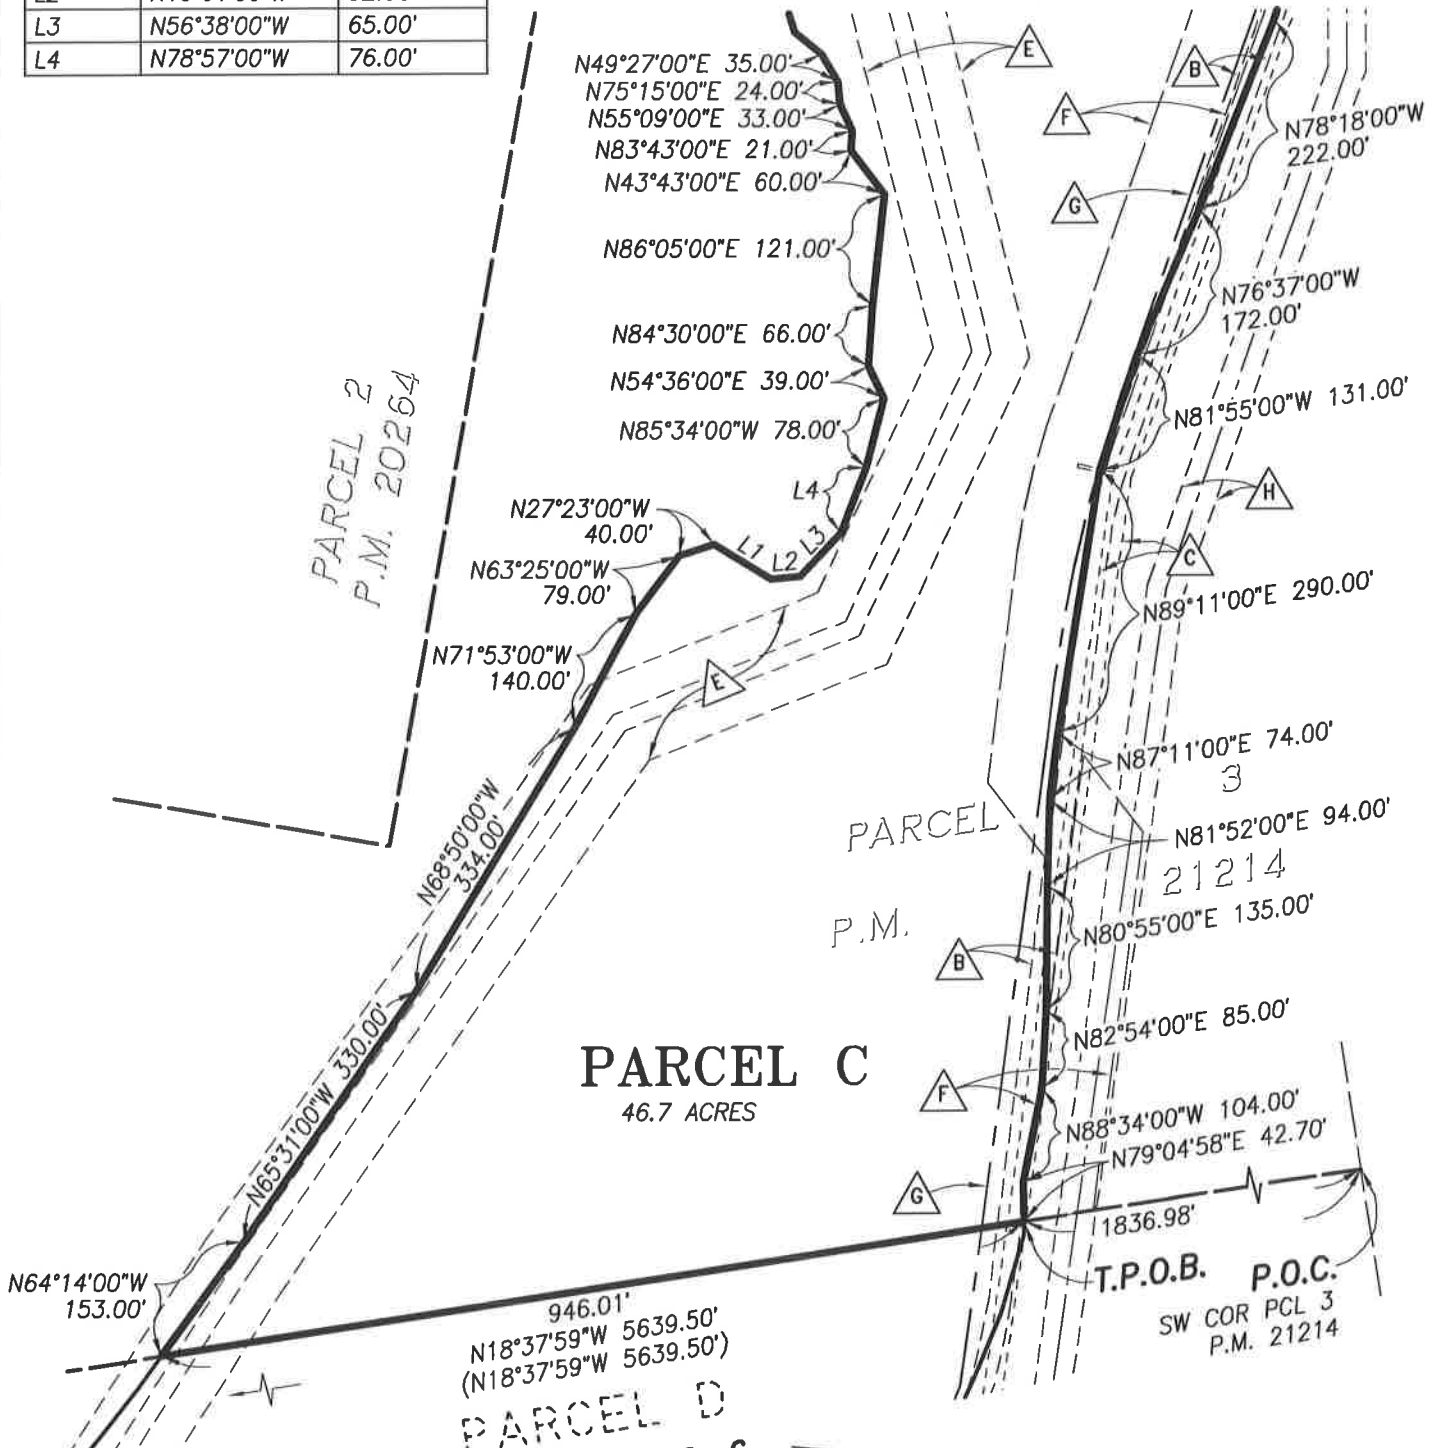 L3 N56°38'00"W 65.00'
L4 N78°57'00"W 76.00'
N49°27'00"E 35.00'
N75°15'00"E 24.00'
N55°09'00"E 33.00'
N83°43'00"E 21.00'
N43°43'00"E 60.00'
N86°05'00"E 121.00'
N84°30'00"E 66.00'
N54°36'00"E 39.00'
N85°34'00"W 78.00'
L4
N27°23'00"W
40.00'
L1
L2
L3
N63°25'00"W
79.00'
N71°53'00"W
140.00'
N68°50'00"W
334.00'
N65°31'00"W 330.00'
N64°14'00"W
153.00'
PARCEL 2
P.M. 20264
E
B
F
G
N78°18'00"W
222.00'
N76°37'00"W
172.00'
N81°55'00"W 131.00'
H
C
N89°11'00"E 290.00'
E
N87°11'00"E 74.00'
PARCEL 3
N81°52'00"E 94.00'
P.M. 21214
N80°55'00"E 135.00'
B
N82°54'00"E 85.00'
PARCEL C
46.7 ACRES
F
N88°34'00"W 104.00'
N79°04'58"E 42.70'
G
1836.98'
T.P.O.B.
P.O.C.
SW COR PCL 3
P.M. 21214
946.01'
N18°37'59"W 5639.50'
(N18°37'59"W 5639.50')
PARCEL D